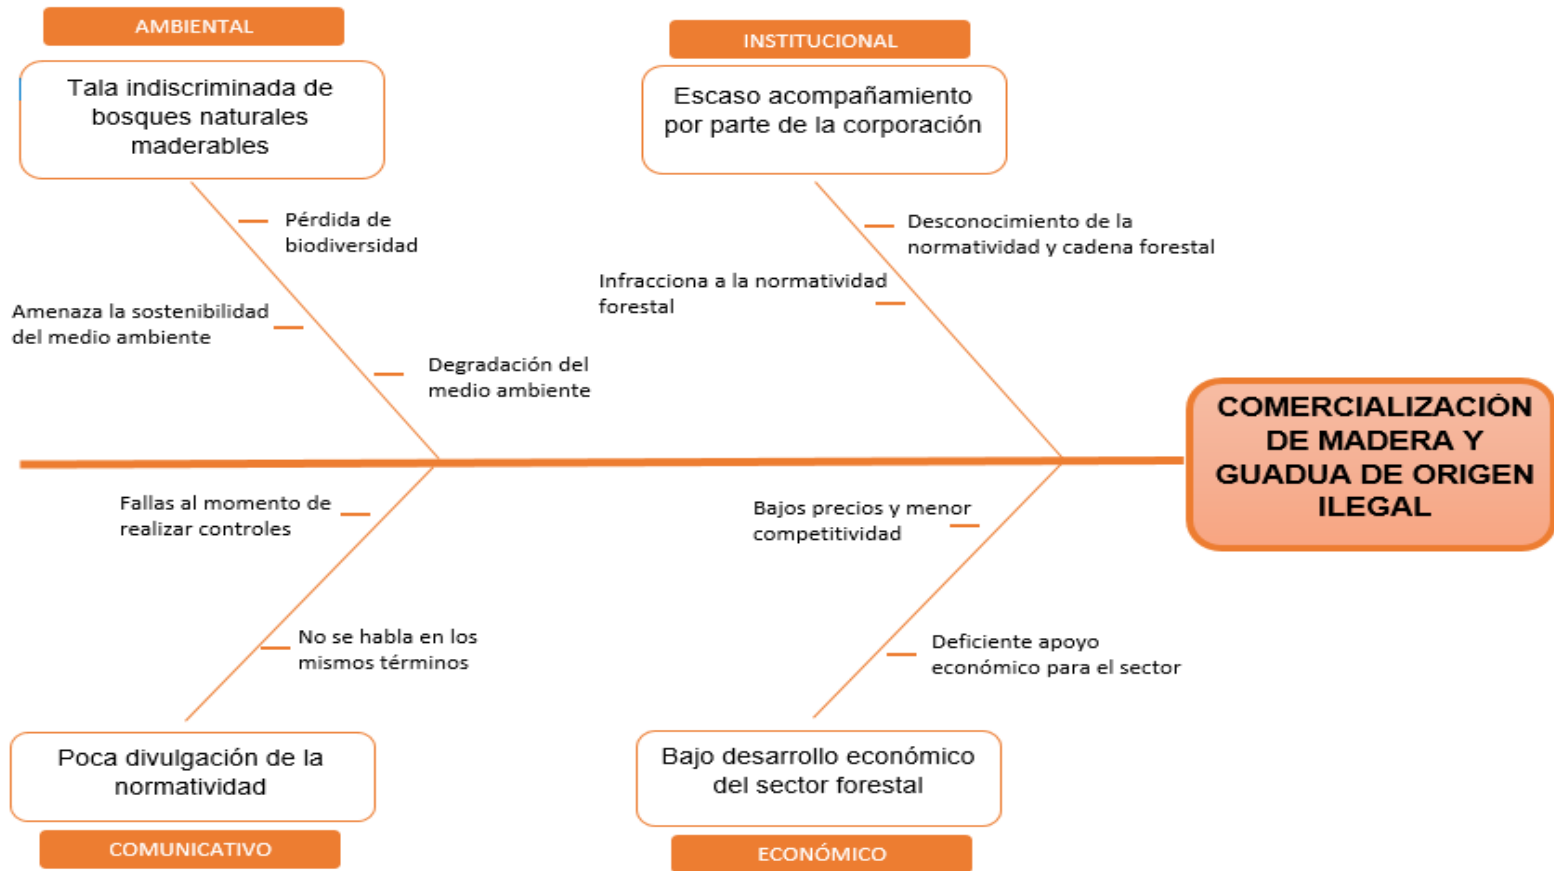 AMBIENTAL
Tala indiscriminada de
bosques naturales
maderables
Pérdida de
biodiversidad
Amenaza la sostenibilidad
del medio ambiente
Degradación del
medio ambiente
INSTITUCIONAL
Escaso acompañamiento
por parte de la corporación
Desconocimiento de la
normatividad y cadena forestal
Infracciona a la normatividad
forestal
COMERCIALIZACIÓN
DE MADERA Y
GUADUA DE ORIGEN
ILEGAL
Fallas al momento de
realizar controles
No se habla en los
mismos términos
Poca divulgación de la
normatividad
COMUNICATIVO
Bajos precios y menor
competitividad
Deficiente apoyo
económico para el sector
Bajo desarrollo económico
del sector forestal
ECONÓMICO